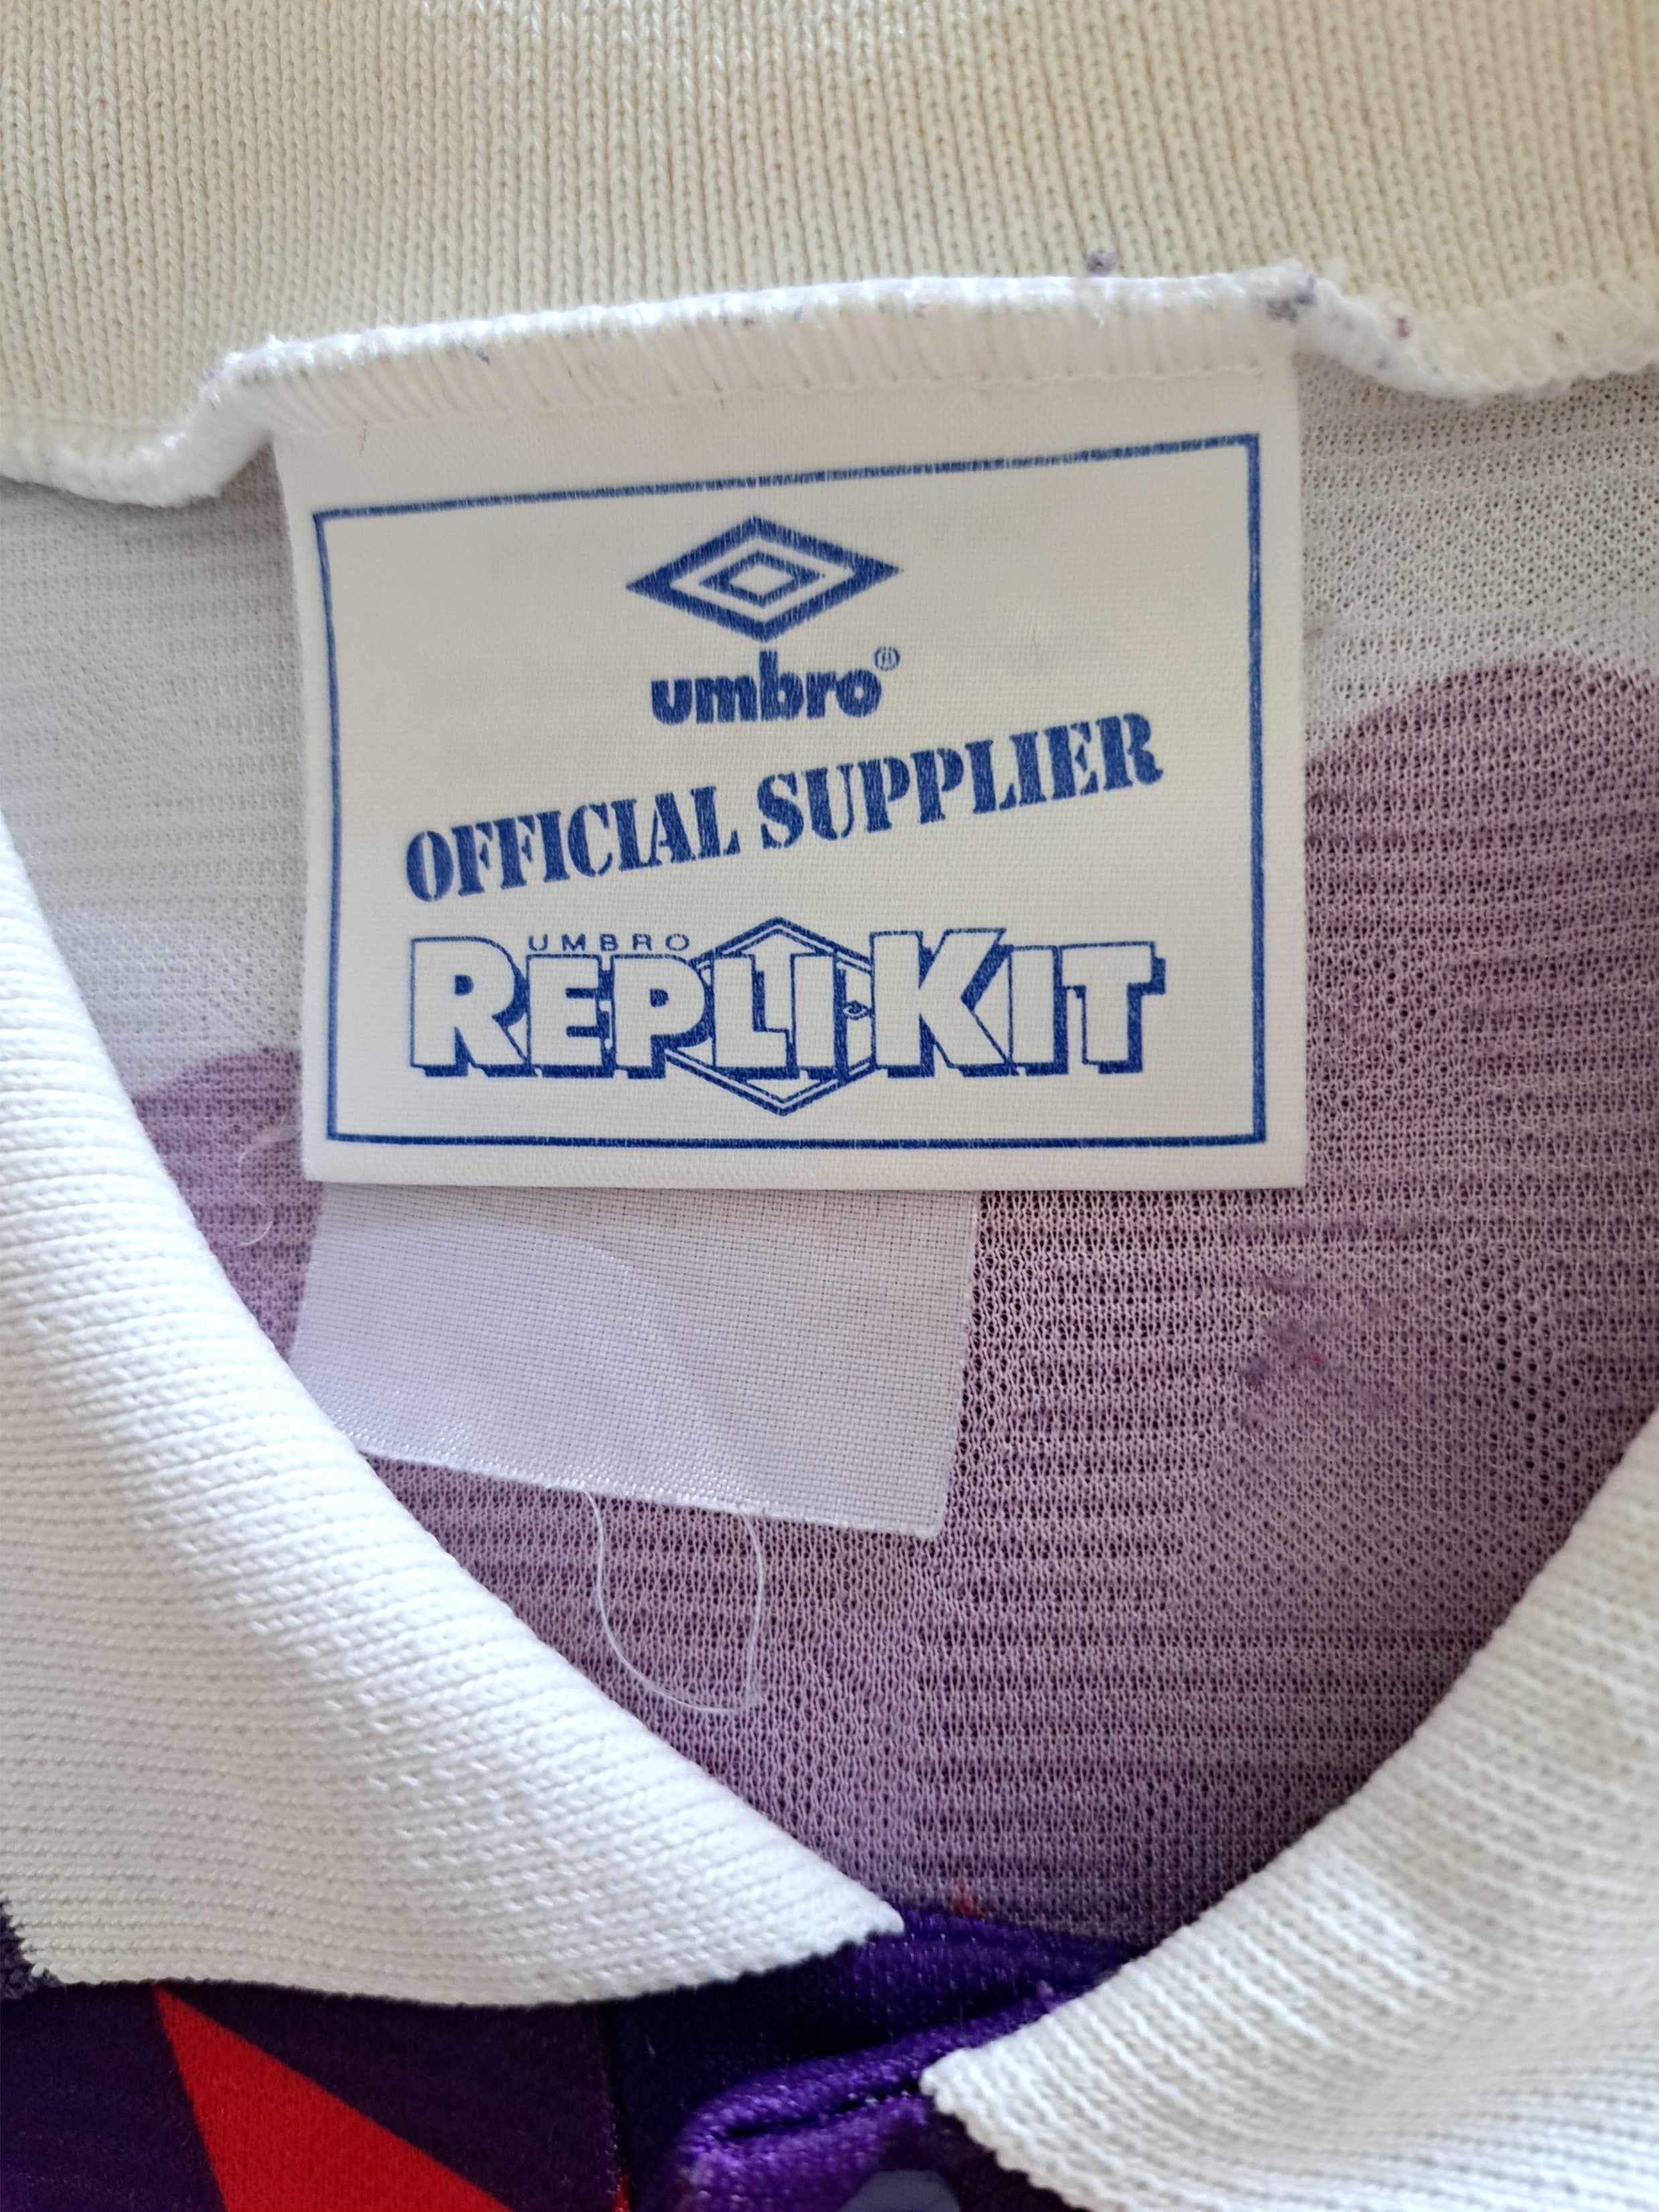 umbro®
OFFICIAL SUPPLIER
UMBRO
REPLI-KIT